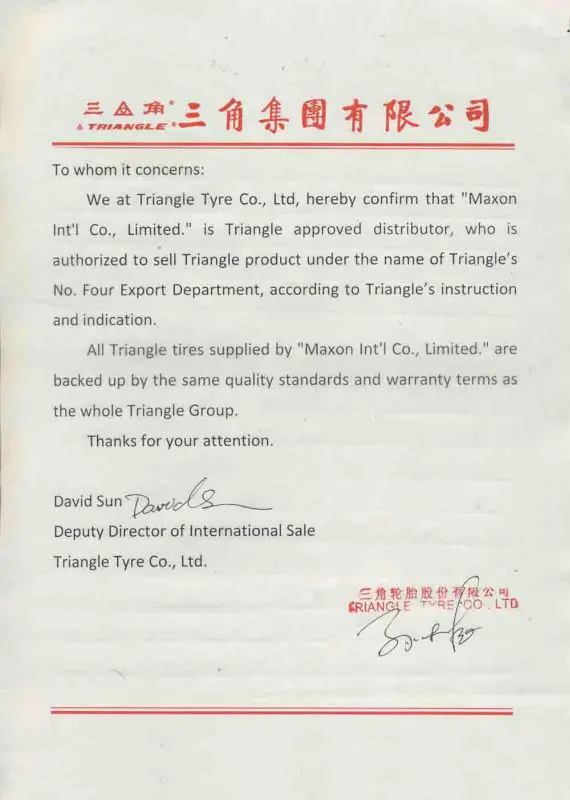 三角®
TRIANGLE® 三角集團有限公司
To whom it concerns:
We at Triangle Tyre Co., Ltd, hereby confirm that "Maxon
Int'l Co., Limited." is Triangle approved distributor, who is
authorized to sell Triangle product under the name of Triangle's
No. Four Export Department, according to Triangle's instruction
and indication.
All Triangle tires supplied by "Maxon Int'l Co., Limited." are
backed up by the same quality standards and warranty terms as
the whole Triangle Group.
Thanks for your attention.
David Sun David S
Deputy Director of International Sale
Triangle Tyre Co., Ltd.
三角轮胎股份有限公司
TRIANGLE TYRE CO.,LTD